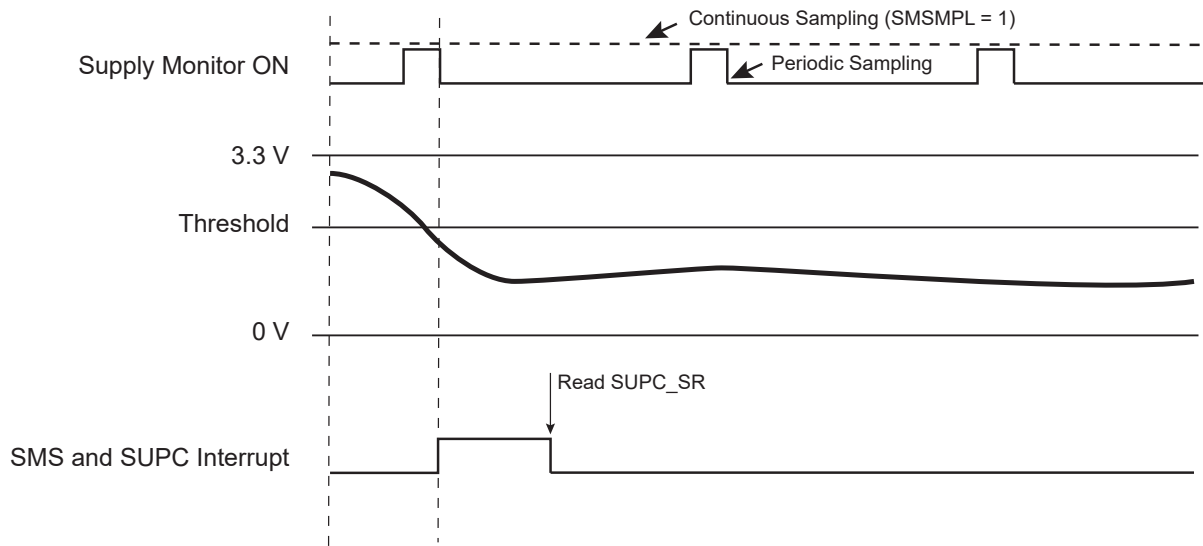 Continuous Sampling (SMSMPL = 1)
Supply Monitor ON
Periodic Sampling
3.3 V
Threshold
0 V
Read SUPC_SR
SMS and SUPC Interrupt